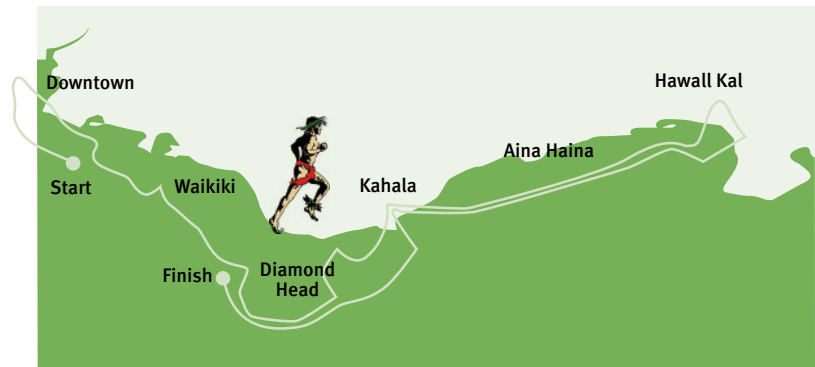 Downtown
Hawall Kal
Aina Haina
Start
Waikiki
Kahala
Finish
Diamond
Head